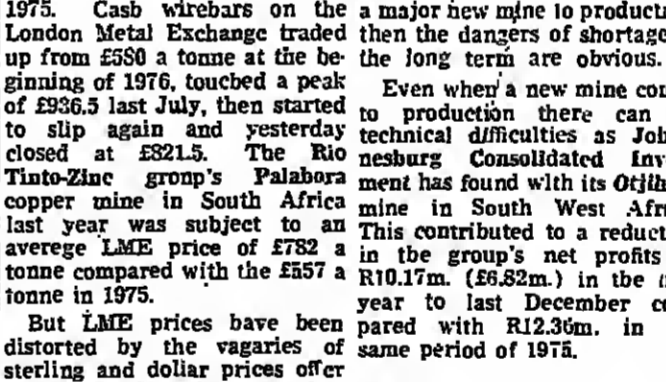 1975. Cash wirebars on the
London Metal Exchange traded
up from £580 a tonne at the be-
ginning of 1976, touched a peak
of £936.5 last July, then started
to slip again and yesterday
closed at £821.5. The Rio
Tinto-Zinc group's Palabora
copper mine in South Africa
last year was subject to an
averege LME price of £782 a
tonne compared with the £557 a
tonne in 1975.
But LME prices have been
distorted by the vagaries of
sterling and dollar prices offer
a major new mine to product
then the dangers of shortage
the long term are obvious.
Even when a new mine com
to production there can
technical difficulties as Joh
nesburg Consolidated Inv
ment has found with its Otjih
mine in South West Afr
This contributed to a reduct
in the group's net profits
R10.17m. (£6.82m.) in the
year to last December co
pared with R12.36m. in
same period of 1975.